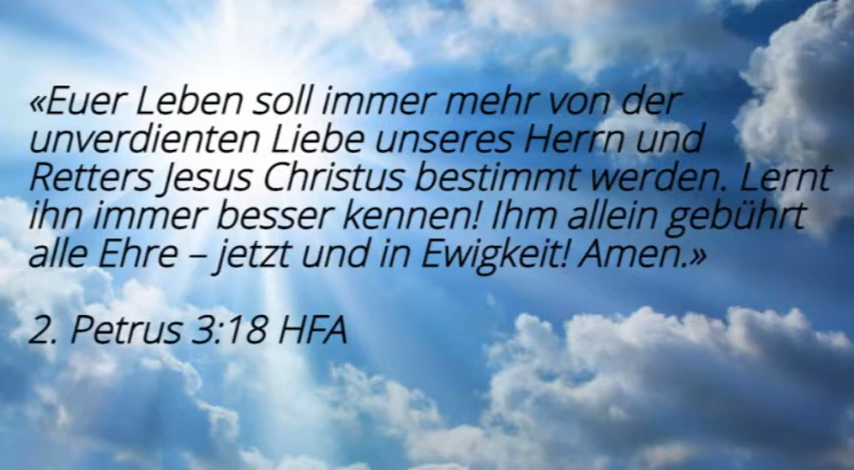 «Euer Leben soll immer mehr von der
unverdienten Liebe unseres Herrn und
Retters Jesus Christus bestimmt werden. Lernt
ihn immer besser kennen! Ihm allein gebührt
alle Ehre – jetzt und in Ewigkeit! Amen.»
2. Petrus 3:18 HFA